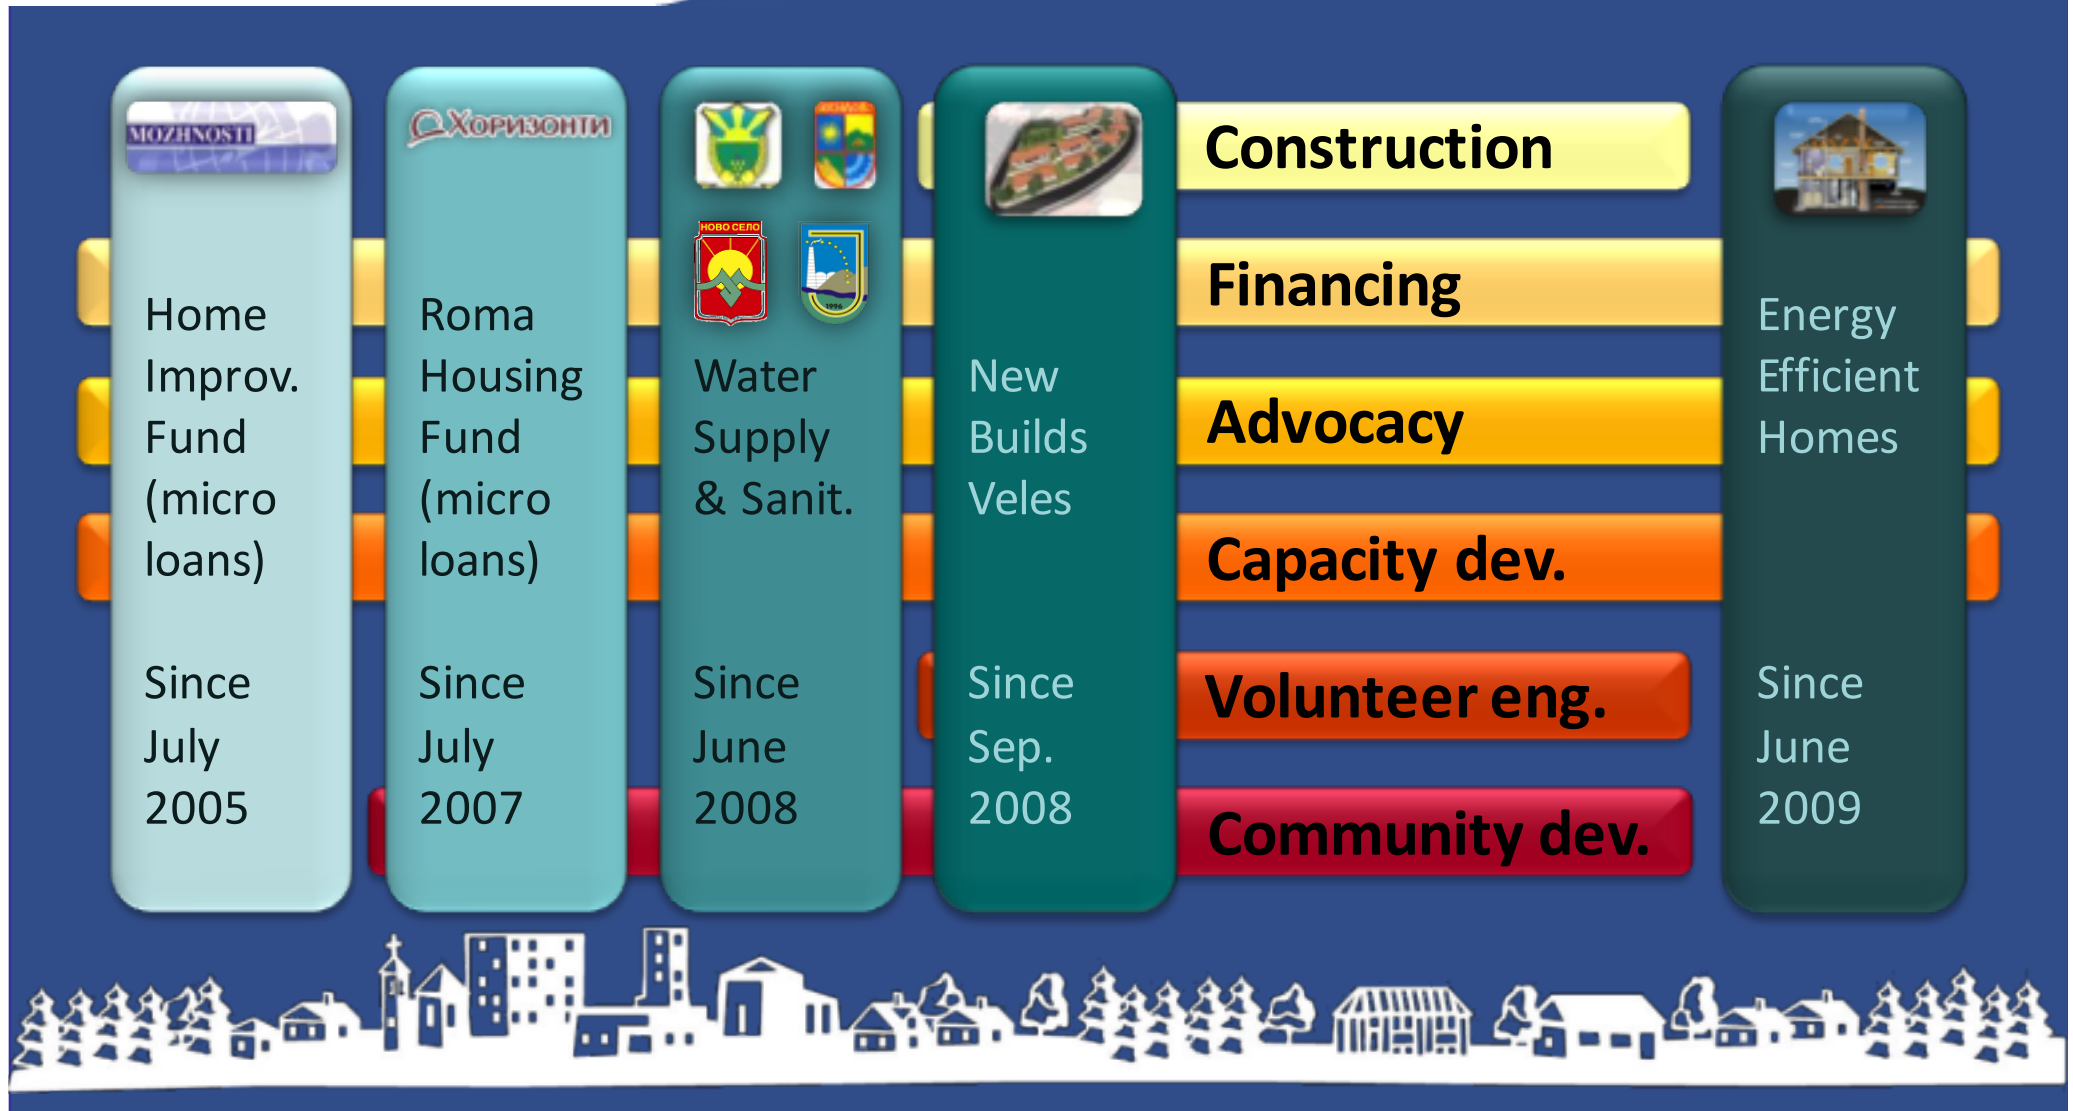 MOZHNOSTI
Home
Improv.
Fund
(micro
loans)
Since
July
2005
Хоризонти
Roma
Housing
Fund
(micro
loans)
Since
July
2007
НОВО СЕЛО
1996
Water
Supply
& Sanit.
Since
June
2008
New
Builds
Veles
Since
Sep.
2008
Construction
Financing
Advocacy
Capacity dev.
Volunteer eng.
Community dev.
Energy
Efficient
Homes
Since
June
2009